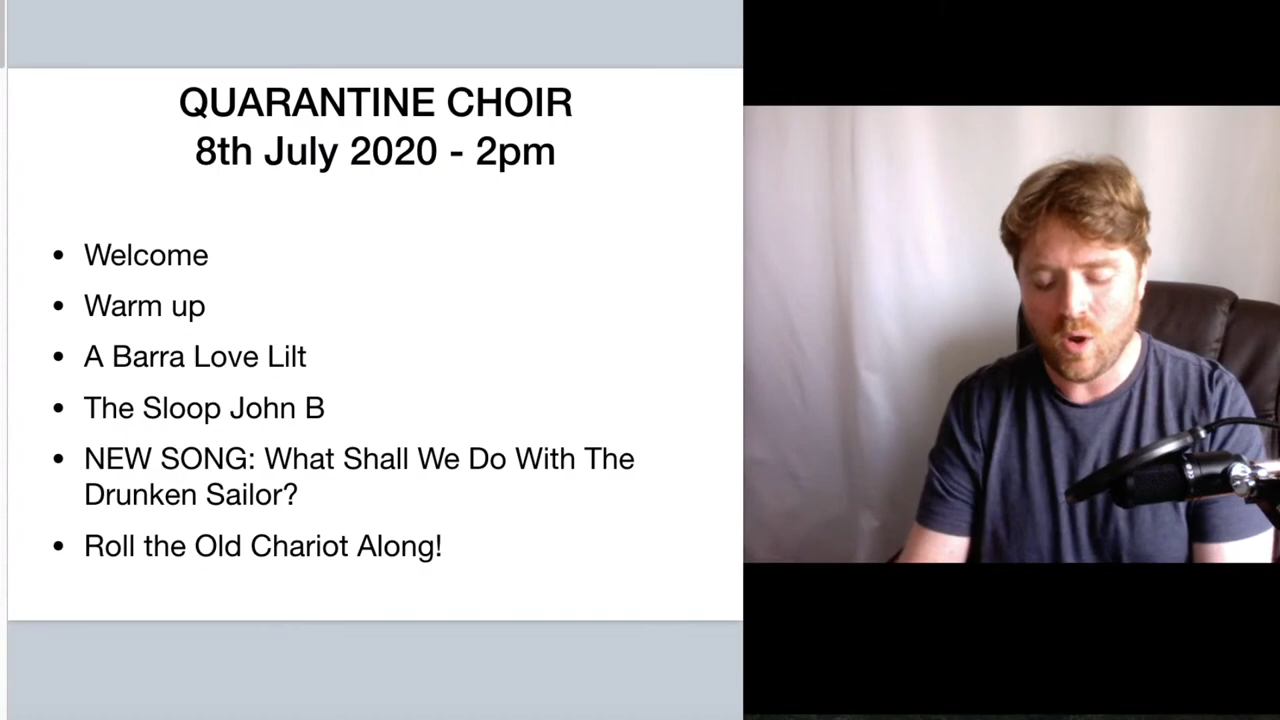 QUARANTINE CHOIR
8th July 2020 - 2pm
• Welcome
• Warm up
• A Barra Love Lilt
• The Sloop John B
• NEW SONG: What Shall We Do With The
Drunken Sailor?
• Roll the Old Chariot Along!